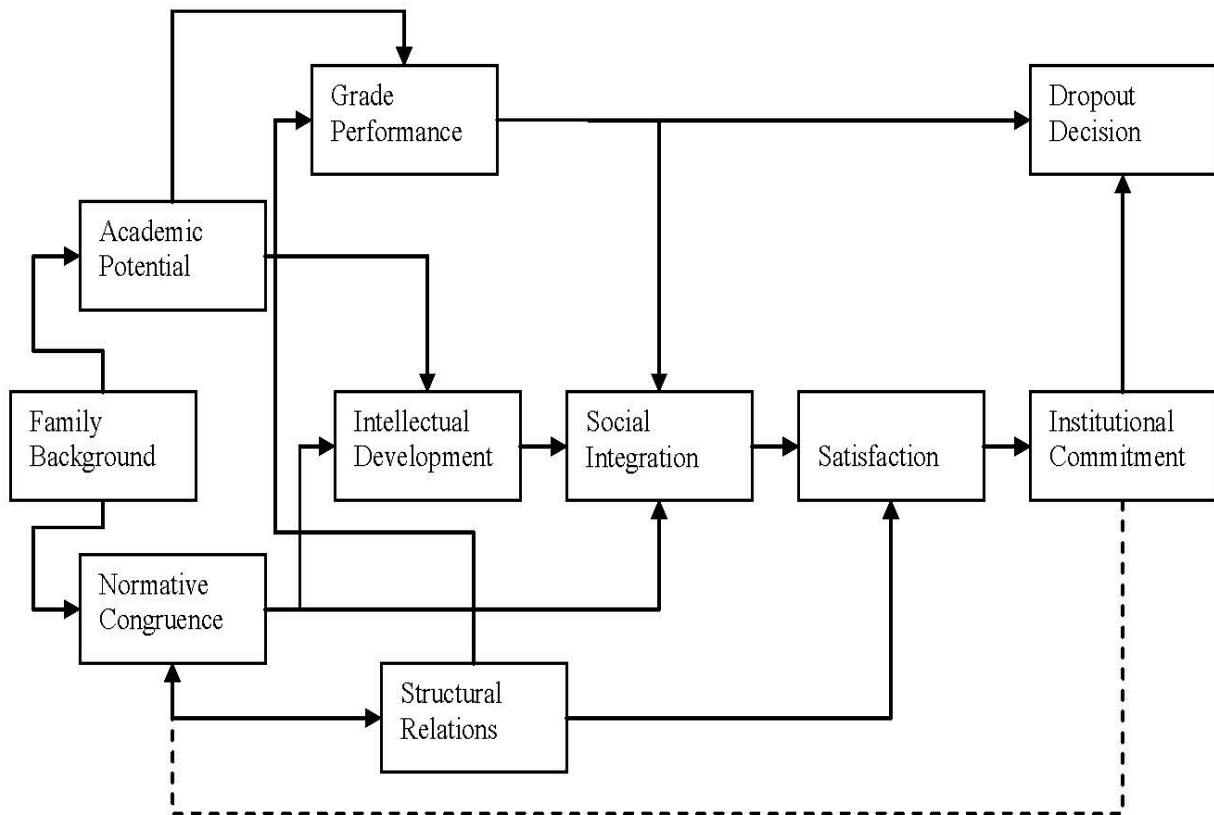 Grade
Performance
Dropout
Decision
Academic
Potential
Family
Background
Intellectual
Development
Social
Integration
Satisfaction
Institutional
Commitment
Normative
Congruence
Structural
Relations